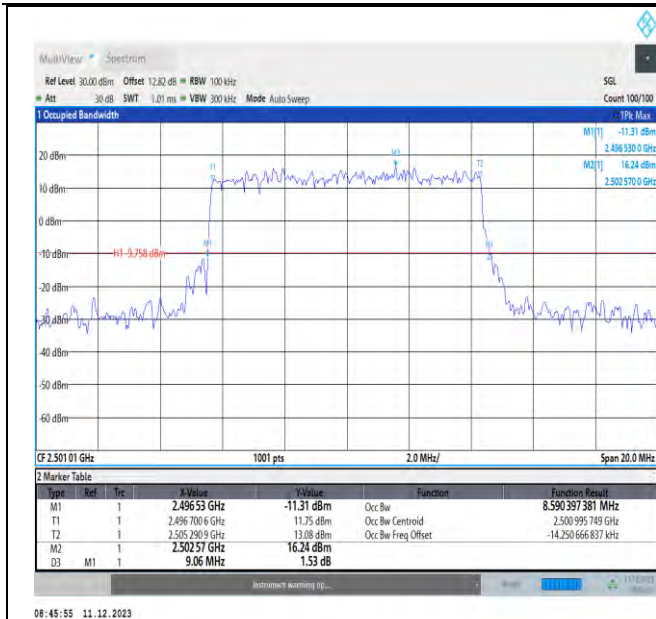 MultiView Spectrum
Ref Level 30.00 dBm Offset 12.82 dB RBW 100 kHz SGL
Att 30 dB SWT 1.01 ms VBW 300 kHz Mode Auto Sweep Count 100/100
1 Occupied Bandwidth 1Pk Max
M1[1] -11.31 dBm
2.496 530 0 GHz
M2[1] 16.24 dBm
2.502 570 0 GHz
20 dBm
T1 M2 T2
10 dBm
0 dBm
M1
-10 dBm H1 -9.758 dBm
-20 dBm
-30 dBm
-40 dBm
-50 dBm
-60 dBm
CF 2.501 01 GHz 1001 pts 2.0 MHz/ Span 20.0 MHz
2 Marker Table
Type Ref Trc X-Value Y-Value Function Function Result
M1 1 2.496 53 GHz -11.31 dBm Occ Bw 8.590 397 381 MHz
T1 1 2.496 700 6 GHz 11.75 dBm Occ Bw Centroid 2.500 995 749 GHz
T2 1 2.505 290 9 GHz 13.08 dBm Occ Bw Freq Offset -14.250 666 837 kHz
M2 1 2.502 57 GHz 16.24 dBm
D3 M1 1 9.06 MHz 1.53 dB
Instrument warming up...
08:45:55 11.12.2023